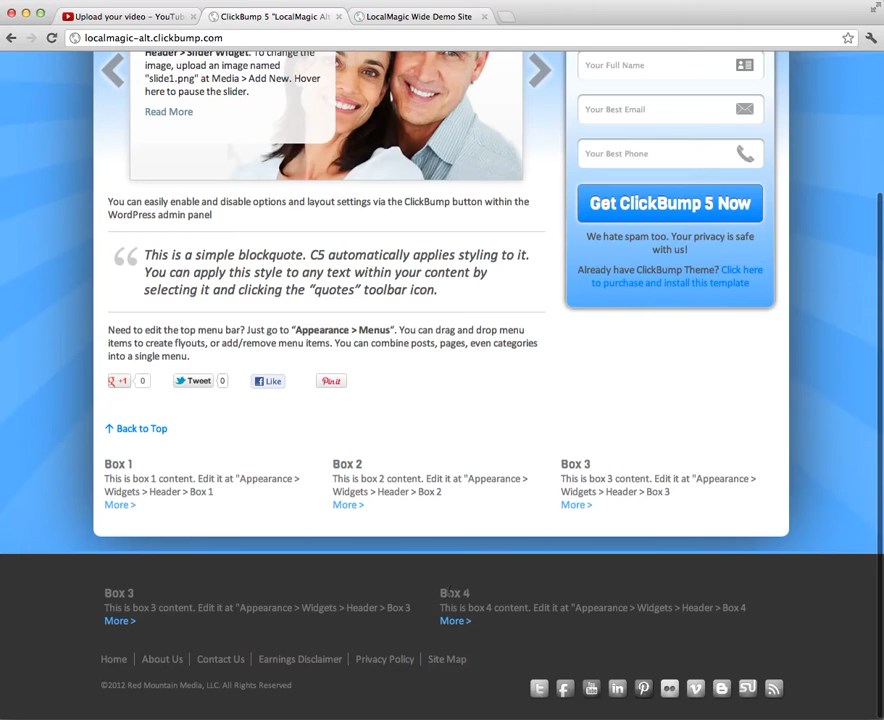 Upload your video – YouTub
ClickBump 5 "LocalMagic Alt
LocalMagic Wide Demo Site
localmagic-alt.clickbump.com
Header > Slider Widget. To change the
image, upload an image named
"slide1.png" at Media > Add New. Hover
here to pause the slider.
Read More
Your Full Name
Your Best Email
Your Best Phone
Get ClickBump 5 Now
We hate spam too. Your privacy is safe
with us!
Already have ClickBump Theme? Click here
to purchase and install this template
You can easily enable and disable options and layout settings via the ClickBump button within the
WordPress admin panel
“ This is a simple blockquote. C5 automatically applies styling to it.
You can apply this style to any text within your content by
selecting it and clicking the “quotes” toolbar icon.
Need to edit the top menu bar? Just go to “Appearance > Menus”. You can drag and drop menu
items to create flyouts, or add/remove menu items. You can combine posts, pages, even categories
into a single menu.
+1 0 Tweet 0 Like Pin it
↑ Back to Top
Box 1
This is box 1 content. Edit it at "Appearance >
Widgets > Header > Box 1
More >
Box 2
This is box 2 content. Edit it at "Appearance >
Widgets > Header > Box 2
More >
Box 3
This is box 3 content. Edit it at "Appearance >
Widgets > Header > Box 3
More >
Box 3
This is box 3 content. Edit it at "Appearance > Widgets > Header > Box 3
More >
Box 4
This is box 4 content. Edit it at "Appearance > Widgets > Header > Box 4
More >
Home | About Us | Contact Us | Earnings Disclaimer | Privacy Policy | Site Map
©2012 Red Mountain Media, LLC. All Rights Reserved